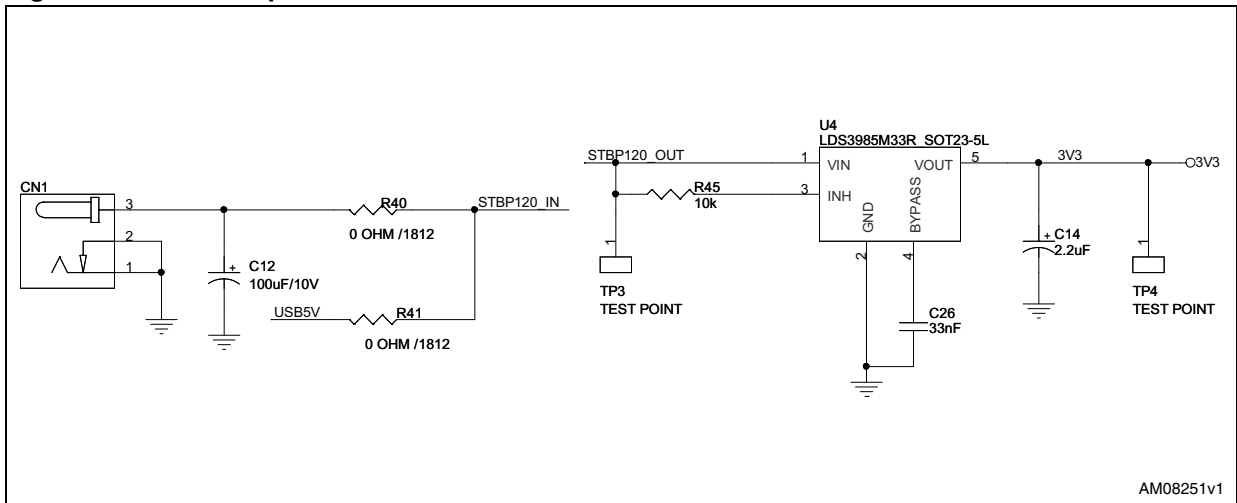 U4
LDS3985M33R_SOT23-5L
STBP120_OUT
1
VIN
VOUT
5
3V3
3V3
R45
10k
3
INH
GND
BYPASS
2
4
CN1
3
2
1
R40
0 OHM /1812
STBP120_IN
C12
100uF/10V
+
USB5V
R41
0 OHM /1812
1
TP3
TEST POINT
C26
33nF
+
C14
2.2uF
1
TP4
TEST POINT
AM08251v1